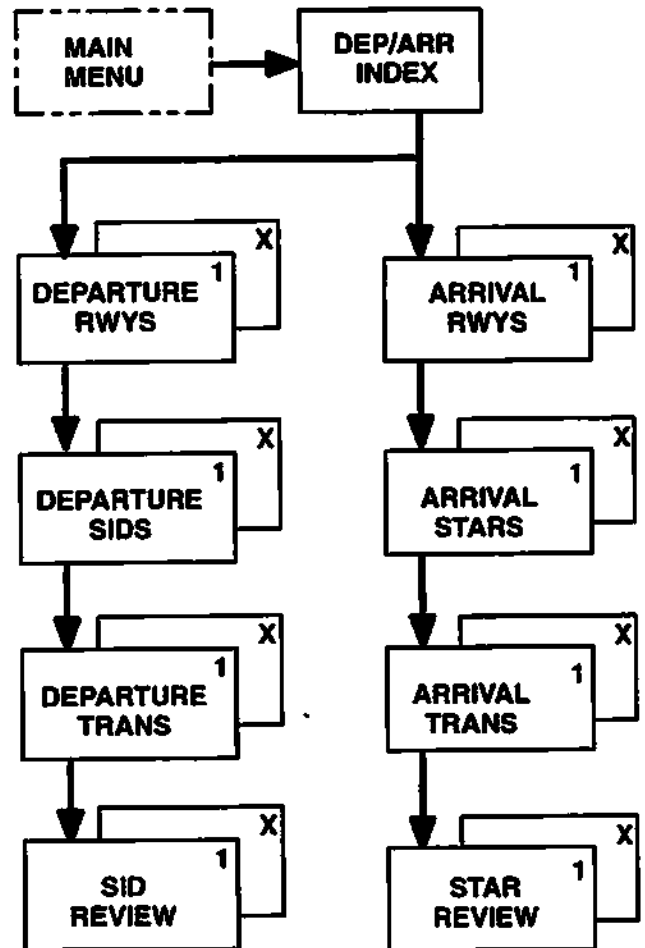 MAIN
MENU
DEP/ARR
INDEX
X
1
DEPARTURE
RWYS
X
1
ARRIVAL
RWYS
X
1
DEPARTURE
SIDS
X
1
ARRIVAL
STARS
X
1
DEPARTURE
TRANS
X
1
ARRIVAL
TRANS
X
1
SID
REVIEW
X
1
STAR
REVIEW